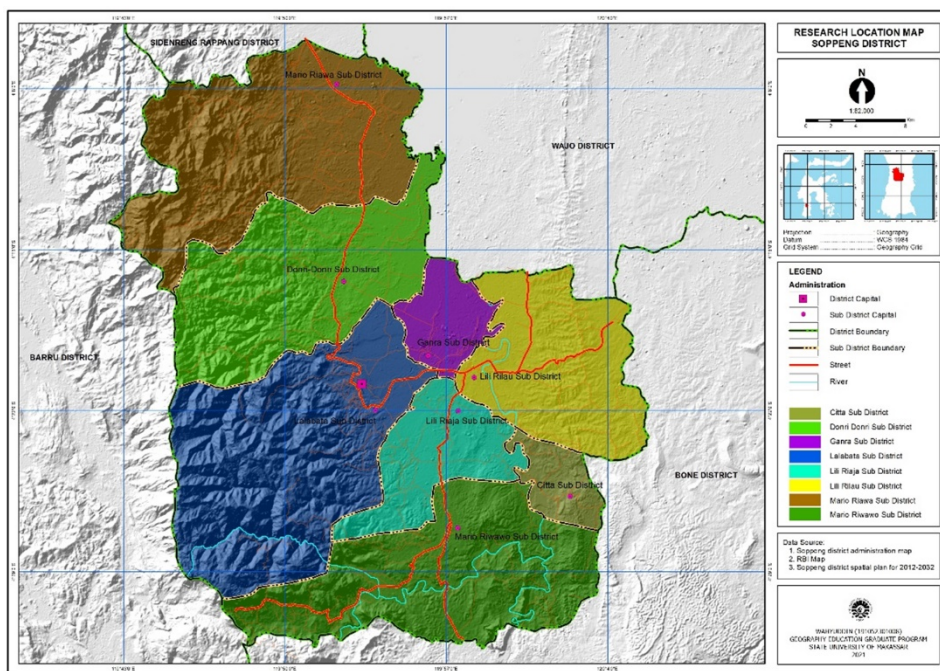 SIDENRENG RAPPANG DISTRICT
Mario Riawa Sub District
WAJO DISTRICT
Donri-Donri Sub District
BARRU DISTRICT
Ganra Sub District
Lili Rilau Sub District
Lalabata Sub District
Lili Riaja Sub District
BONE DISTRICT
Citta Sub District
Mario Riwawo Sub District
RESEARCH LOCATION MAP
SOPPENG DISTRICT
N
1:82.000
Projection : Geography
Datum : WGS 1984
Grid System : Geography Grid
LEGEND
Administration
District Capital
Sub District Capital
District Boundary
Sub District Boundary
Street
River
Citta Sub District
Donri Donri Sub District
Ganra Sub District
Lalabata Sub District
Lili Riaja Sub District
Lili Rilau Sub District
Mario Riawa Sub District
Mario Riwawo Sub District
Data Source:
1. Soppeng district administration map
2. RBI Map
3. Soppeng district spatial plan for 2012-2032
GEOGRAPHY EDUCATION GRADUATE PROGRAM
STATE UNIVERSITY OF MAKASSAR
2021